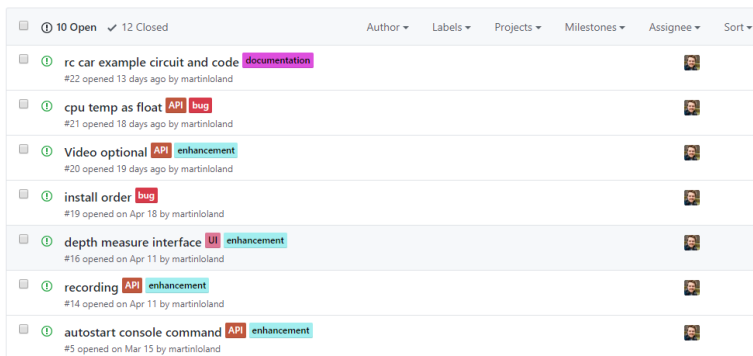 10 Open 12 Closed Author Labels Projects Milestones Assignee Sort
rc car example circuit and code documentation
#22 opened 13 days ago by martinloland
cpu temp as float API bug
#21 opened 18 days ago by martinloland
Video optional API enhancement
#20 opened 19 days ago by martinloland
install order bug
#19 opened on Apr 18 by martinloland
depth measure interface UI enhancement
#16 opened on Apr 11 by martinloland
recording API enhancement
#14 opened on Apr 11 by martinloland
autostart console command API enhancement
#5 opened on Mar 15 by martinloland